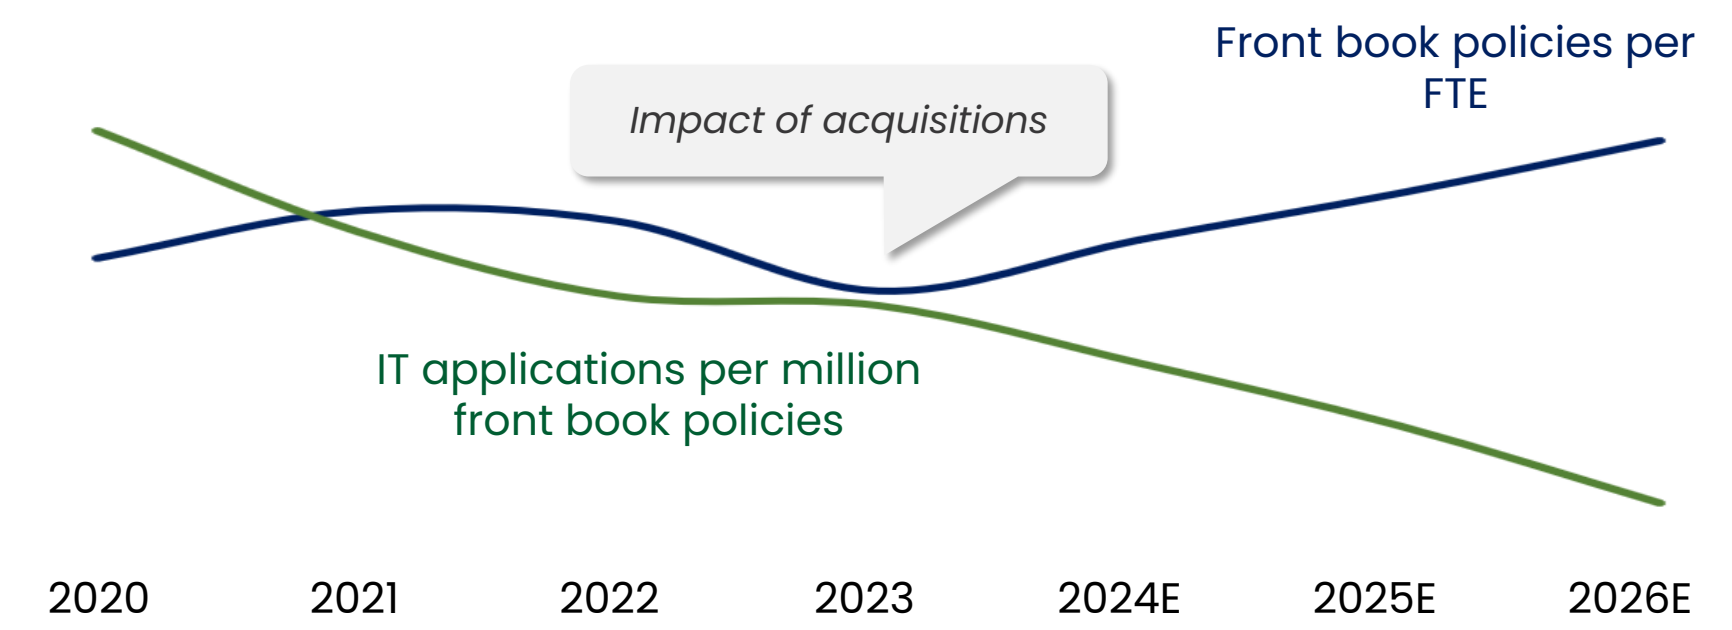 Front book policies per
FTE
Impact of acquisitions
IT applications per million
front book policies
2020 2021 2022 2023 2024E 2025E 2026E